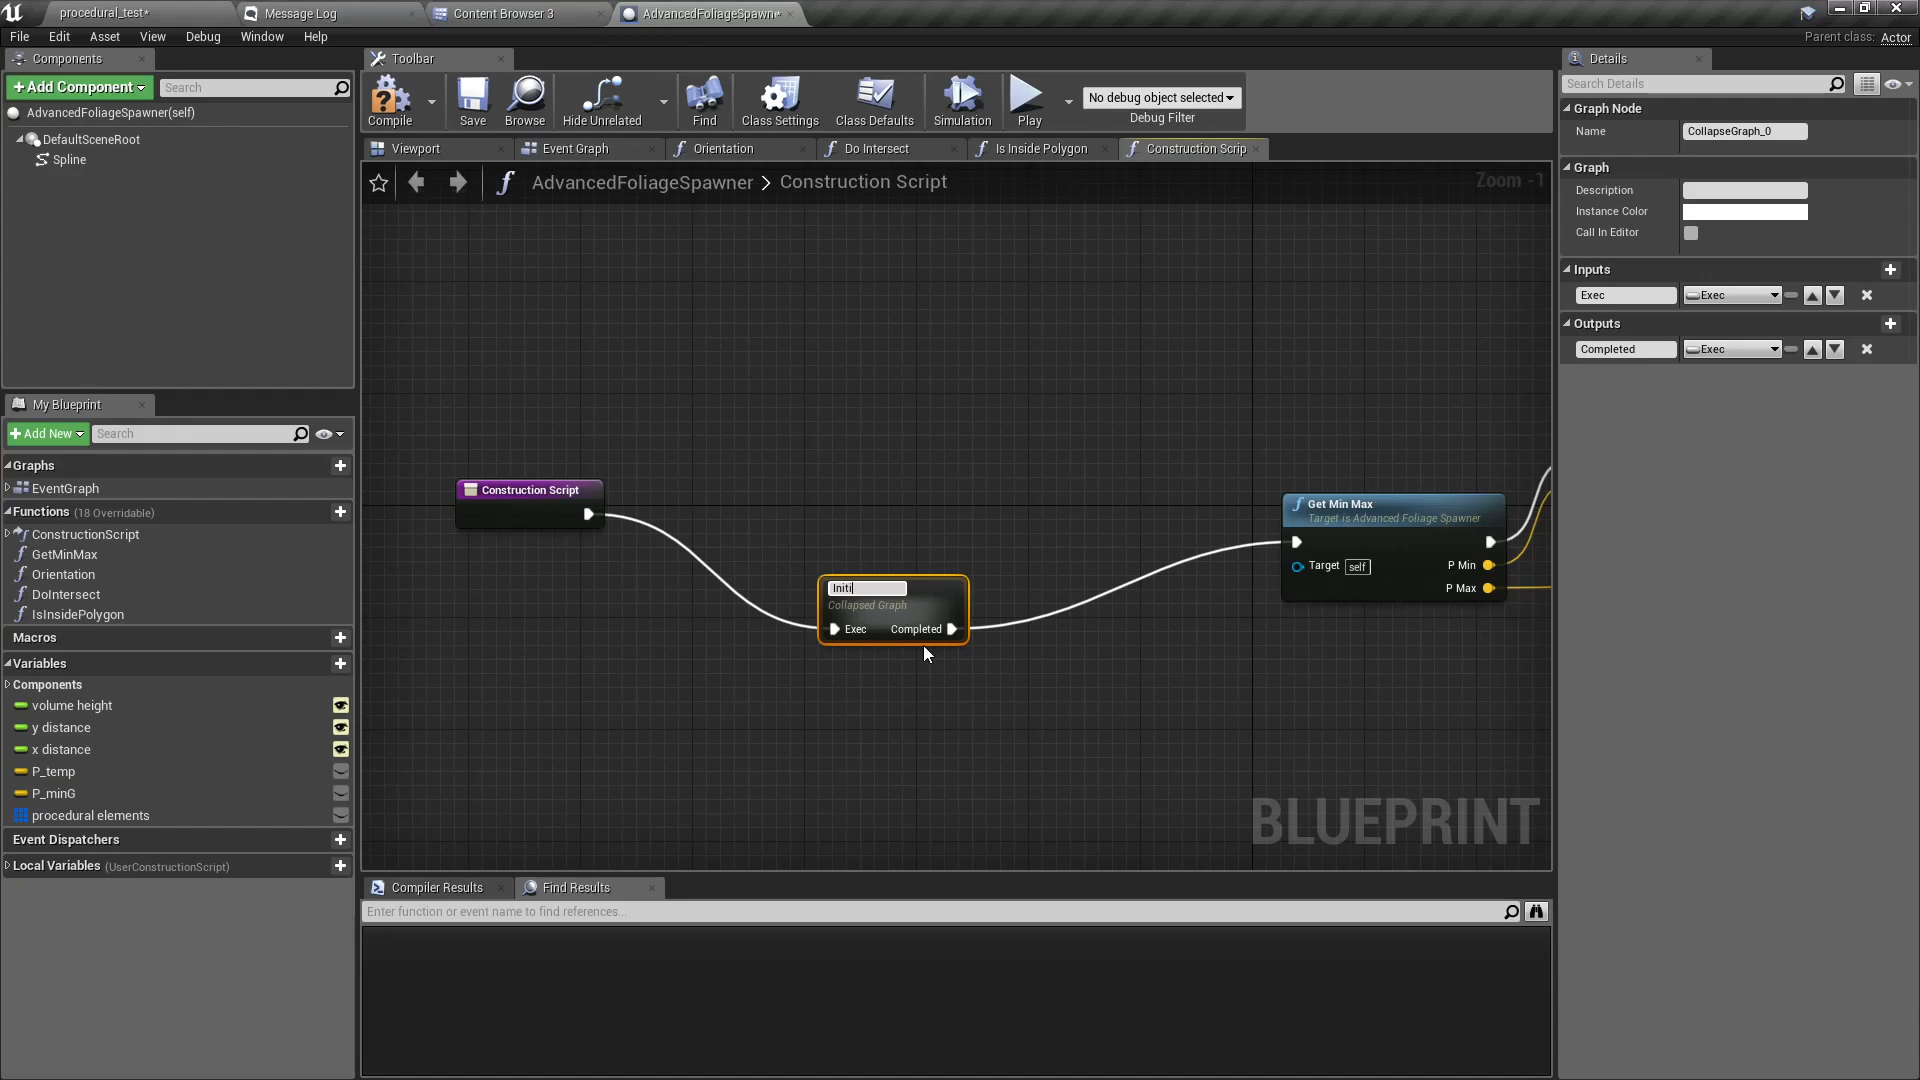 procedural_test*
Message Log
Content Browser 3
AdvancedFoliageSpawn*
File Edit Asset View Debug Window Help
Parent class: Actor
Components
+Add Component
Search
AdvancedFoliageSpawner(self)
DefaultSceneRoot
Spline
My Blueprint
+Add New
Search
Graphs
EventGraph
Functions (18 Overridable)
ConstructionScript
GetMinMax
Orientation
DoIntersect
IsInsidePolygon
Macros
Variables
Components
volume height
y distance
x distance
P_temp
P_minG
procedural elements
Event Dispatchers
Local Variables (UserConstructionScript)
Toolbar
Compile
Save
Browse
Hide Unrelated
Find
Class Settings
Class Defaults
Simulation
Play
No debug object selected
Debug Filter
Viewport
Event Graph
Orientation
Do Intersect
Is Inside Polygon
Construction Scrip
AdvancedFoliageSpawner > Construction Script
Zoom -1
Construction Script
Initi
Collapsed Graph
Exec Completed
Get Min Max
Target is Advanced Foliage Spawner
Target self
P Min
P Max
BLUEPRINT
Compiler Results
Find Results
Enter function or event name to find references...
Details
Search Details
Graph Node
Name CollapseGraph_0
Graph
Description
Instance Color
Call In Editor
Inputs
Exec Exec
Outputs
Completed Exec